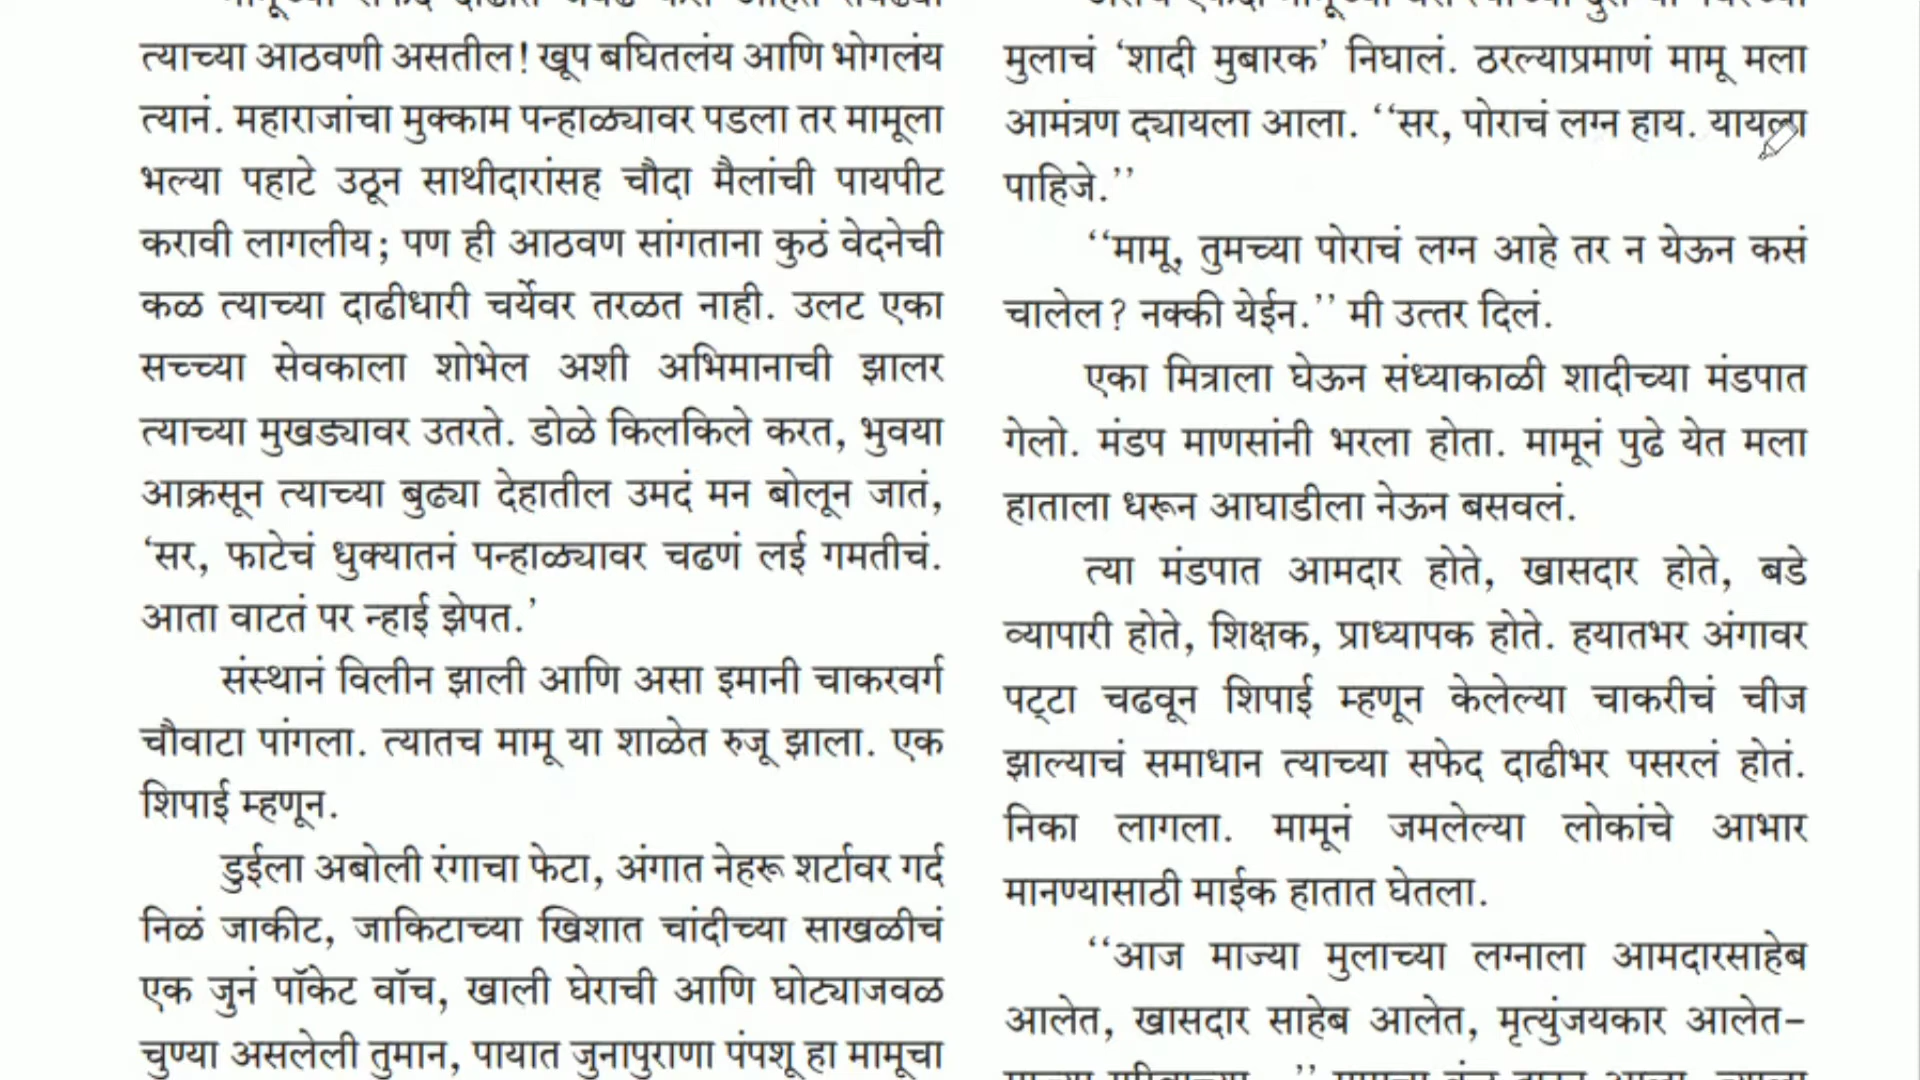 त्याच्या आठवणी असतील! खूप बघितलंय आणि भोगलंय
त्यानं. महाराजांचा मुक्काम पन्हाळ्यावर पडला तर मामूला
भल्या पहाटे उठून साथीदारांसह चौदा मैलांची पायपीट
करावी लागलीय; पण ही आठवण सांगताना कुठं वेदनेची
कळ त्याच्या दाढीधारी चर्येवर तरळत नाही. उलट एका
सच्च्या सेवकाला शोभेल अशी अभिमानाची झालर
त्याच्या मुखड्यावर उतरते. डोळे किलकिले करत, भुवया
आक्रसून त्याच्या बुढ्या देहातील उमदं मन बोलून जातं,
‘सर, फाटेचं धुक्यातनं पन्हाळ्यावर चढणं लई गमतीचं.
आता वाटतं पर न्हाई झेपत.’
संस्थानं विलीन झाली आणि असा इमानी चाकरवर्ग
चौवाटा पांगला. त्यातच मामू या शाळेत रुजू झाला. एक
शिपाई म्हणून.
डुईला अबोली रंगाचा फेटा, अंगात नेहरू शर्टावर गर्द
निळं जाकीट, जाकिटाच्या खिशात चांदीच्या साखळीचं
एक जुनं पॉकेट वॉच, खाली घेराची आणि घोट्याजवळ
चुण्या असलेली तुमान, पायात जुनापुराणा पंपशू हा मामूचा
मुलाचं ‘शादी मुबारक’ निघालं. ठरल्याप्रमाणं मामू मला
आमंत्रण द्यायला आला. ‘‘सर, पोराचं लग्न हाय. यायला
पाहिजे.’’
‘‘मामू, तुमच्या पोराचं लग्न आहे तर न येऊन कसं
चालेल? नक्की येईन.’’ मी उत्तर दिलं.
एका मित्राला घेऊन संध्याकाळी शादीच्या मंडपात
गेलो. मंडप माणसांनी भरला होता. मामूनं पुढे येत मला
हाताला धरून आघाडीला नेऊन बसवलं.
त्या मंडपात आमदार होते, खासदार होते, बडे
व्यापारी होते, शिक्षक, प्राध्यापक होते. हयातभर अंगावर
पट्टा चढवून शिपाई म्हणून केलेल्या चाकरीचं चीज
झाल्याचं समाधान त्याच्या सफेद दाढीभर पसरलं होतं.
निका लागला. मामूनं जमलेल्या लोकांचे आभार
मानण्यासाठी माईक हातात घेतला.
‘‘आज माज्या मुलाच्या लग्नाला आमदारसाहेब
आलेत, खासदार साहेब आलेत, मृत्युंजयकार आलेत–